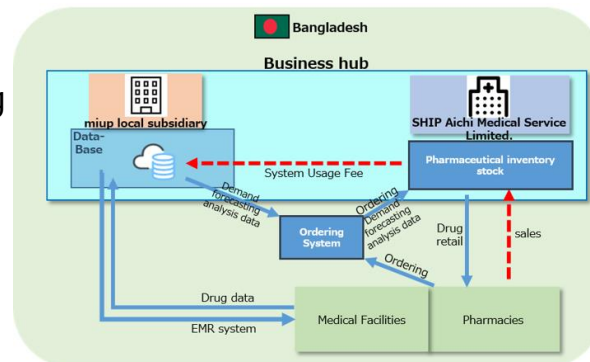 Bangladesh
Business hub
miup local subsidiary
SHIP Aichi Medical Service
Limited.
Data-
Base
Pharmaceutical inventory
stock
System Usage Fee
Demand
forecasting
analysis data
Ordering
Demand
forecasting
analysis data
Ordering
System
Drug
retail
sales
Ordering
Drug data
EMR system
Medical Facilities
Pharmacies